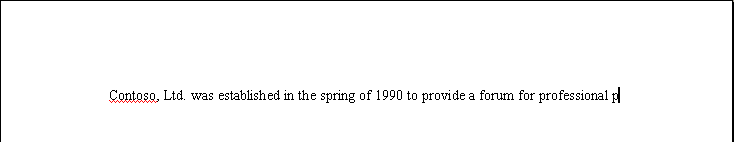 Contoso, Ltd. was established in the spring of 1990 to provide a forum for professional p